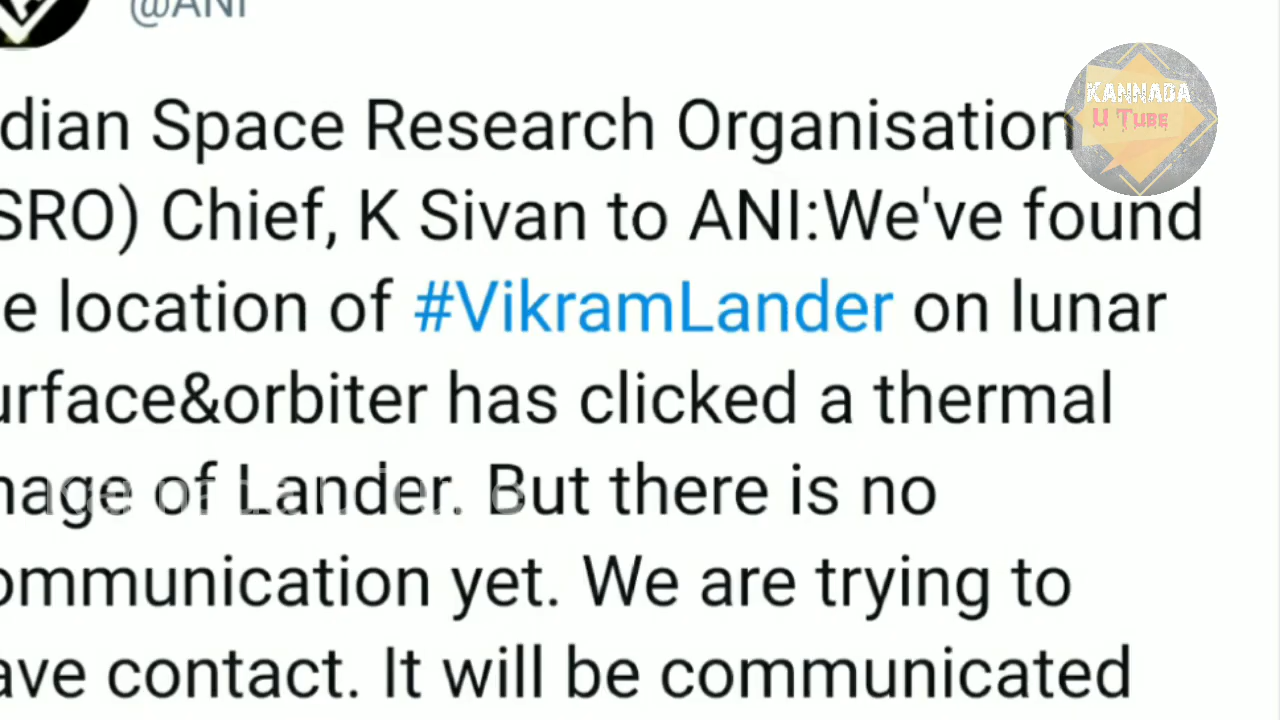 @ANI
KANNADA
U TUBE
dian Space Research Organisation
SRO) Chief, K Sivan to ANI:We've found
e location of #VikramLander on lunar
urface&orbiter has clicked a thermal
nage of Lander. But there is no
ommunication yet. We are trying to
ave contact. It will be communicated